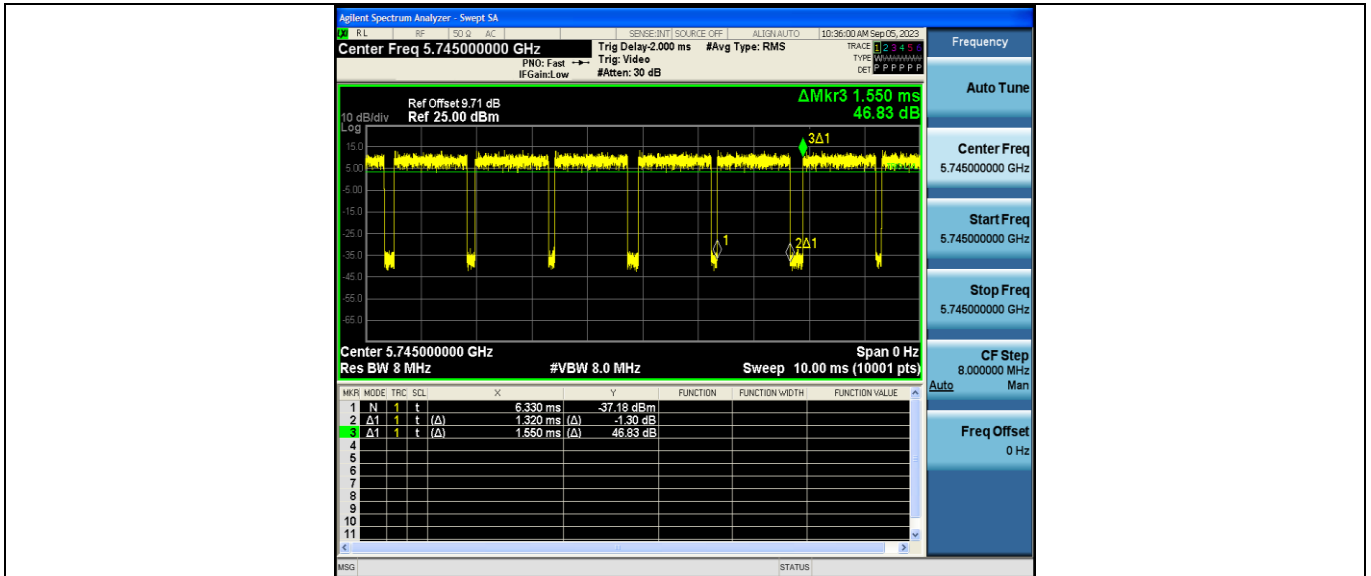 Agilent Spectrum Analyzer - Swept SA
LXI RL RF 50 Ω AC SENSE:INT SOURCE OFF ALIGN AUTO 10:36:00 AM Sep 05, 2023
Center Freq 5.745000000 GHz
PNO: Fast
IFGain:Low
Trig Delay-2.000 ms #Avg Type: RMS
Trig: Video
#Atten: 30 dB
TRACE 1 2 3 4 5 6
TYPE
DET P P P P P P
ΔMkr3 1.550 ms
46.83 dB
Ref Offset 9.71 dB
10 dB/div Ref 25.00 dBm
Log
15.0
5.00
-5.00
-15.0
-25.0
-35.0
-45.0
-55.0
-65.0
3Δ1
1
2Δ1
Center 5.745000000 GHz Span 0 Hz
Res BW 8 MHz #VBW 8.0 MHz Sweep 10.00 ms (10001 pts)
MKR MODE TRC SCL X Y FUNCTION FUNCTION WIDTH FUNCTION VALUE
1 N 1 t 6.330 ms -37.18 dBm
2 Δ1 1 t (Δ) 1.320 ms (Δ) -1.30 dB
3 Δ1 1 t (Δ) 1.550 ms (Δ) 46.83 dB
4
5
6
7
8
9
10
11
MSG STATUS
Frequency
Auto Tune
Center Freq
5.745000000 GHz
Start Freq
5.745000000 GHz
Stop Freq
5.745000000 GHz
CF Step
8.000000 MHz
Auto Man
Freq Offset
0 Hz